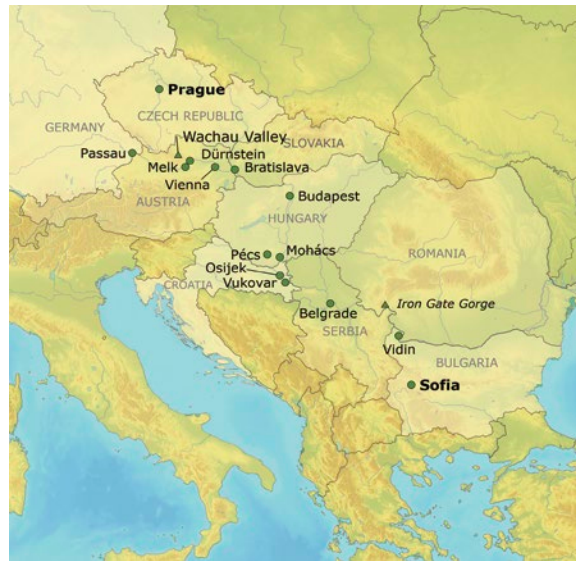 Prague
CZECH REPUBLIC
GERMANY
Wachau Valley
SLOVAKIA
Passau
Dürnstein
Melk
Bratislava
Vienna
AUSTRIA
Budapest
HUNGARY
Pécs
Mohács
ROMANIA
Osijek
CROATIA
Vukovar
Iron Gate Gorge
Belgrade
SERBIA
Vidin
BULGARIA
Sofia